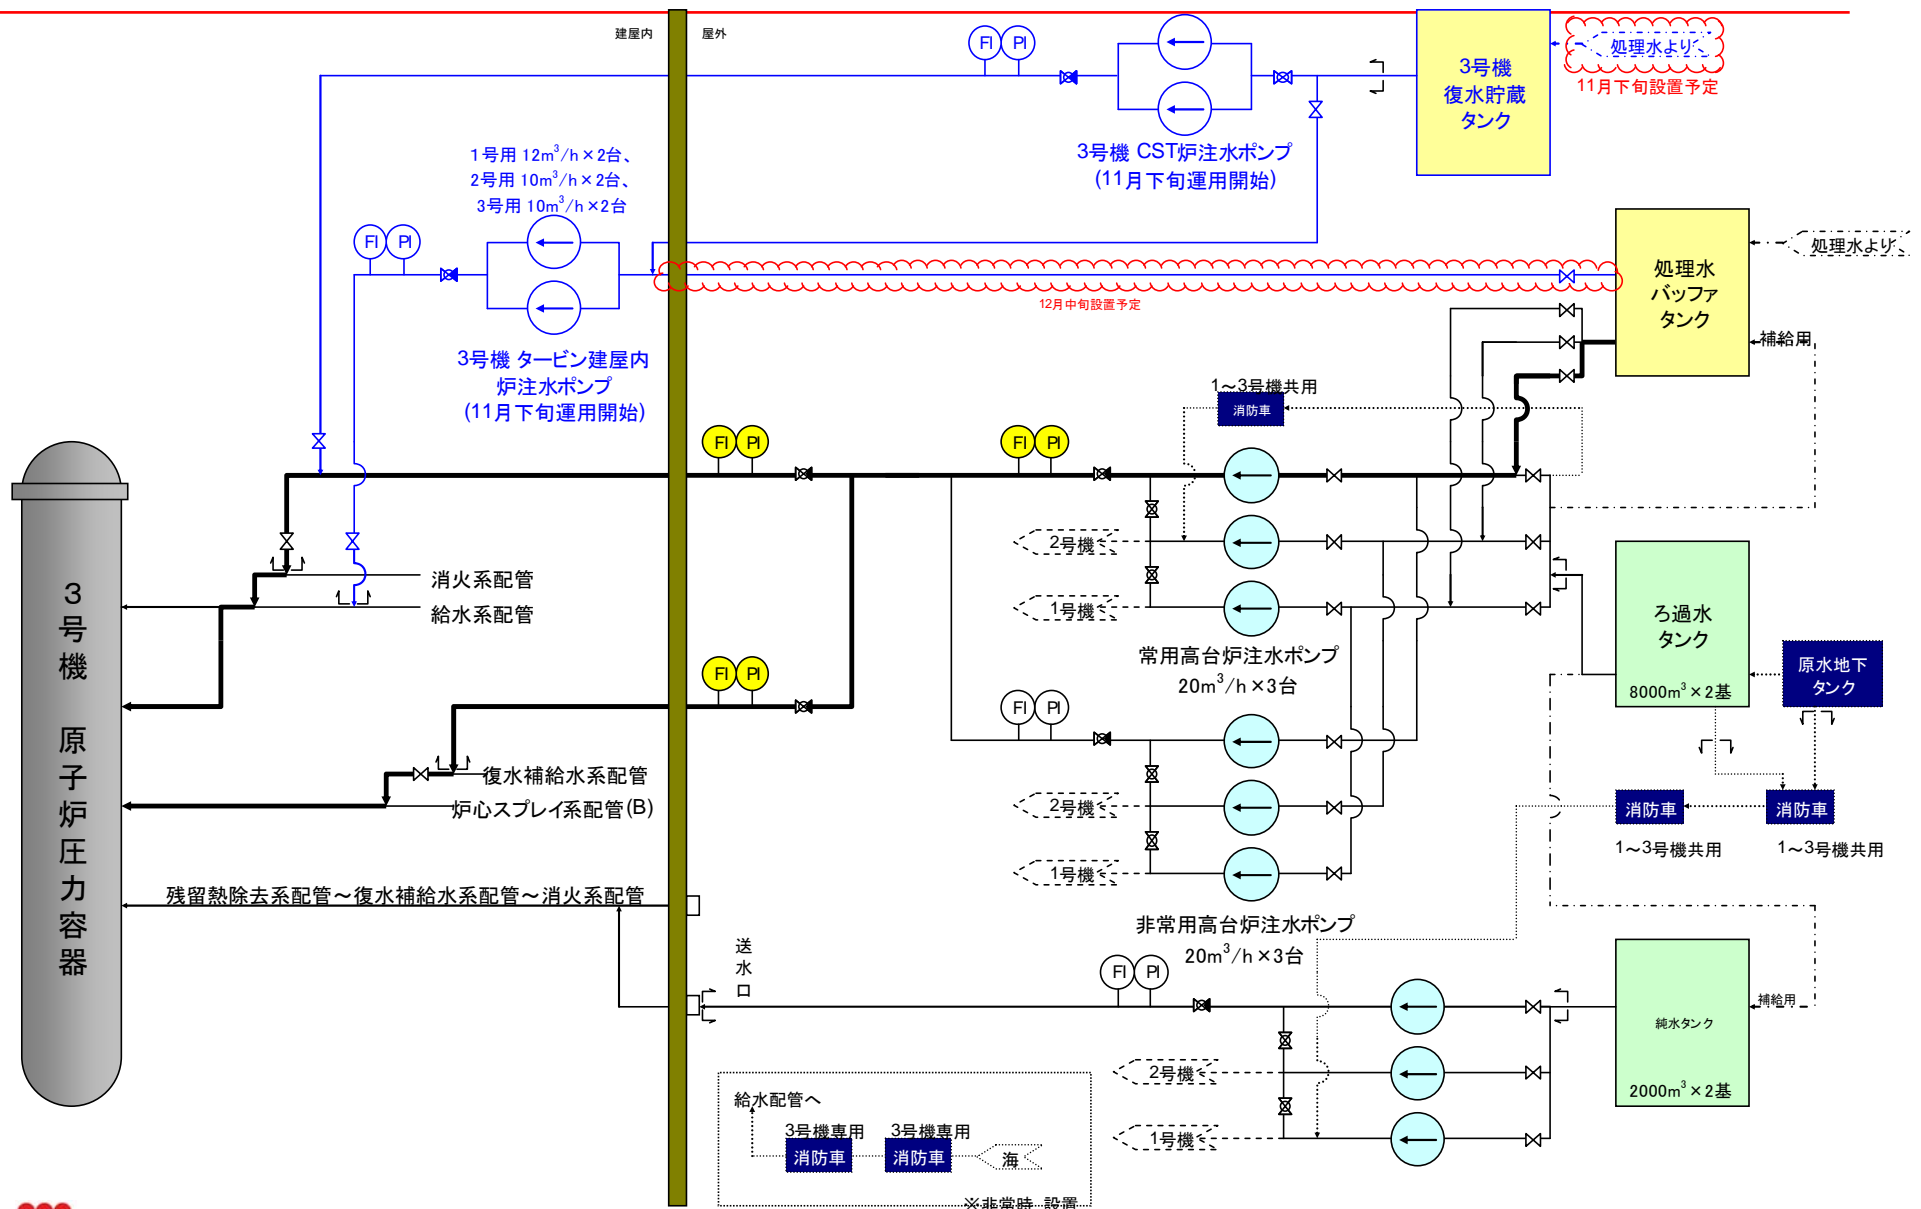 建屋内
屋外
FI
PI
3号機
復水貯蔵
タンク
処理水より
11月下旬設置予定
3号機 CST炉注水ポンプ
(11月下旬運用開始)
1号用 12m³/h×2台、
2号用 10m³/h×2台、
3号用 10m³/h×2台
FI
PI
3号機 タービン建屋内
炉注水ポンプ
(11月下旬運用開始)
12月中旬設置予定
処理水
バッファ
タンク
処理水より
補給用
1～3号機共用
消防車
FI
PI
FI
PI
2号機
1号機
常用高台炉注水ポンプ
20m³/h×3台
ろ過水
タンク
8000m³×2基
原水地下
タンク
消火系配管
給水系配管
3号機 原子炉圧力容器
FI
PI
FI
PI
復水補給水系配管
炉心スプレイ系配管(B)
2号機
1号機
非常用高台炉注水ポンプ
20m³/h×3台
消防車
1～3号機共用
消防車
1～3号機共用
残留熱除去系配管～復水補給水系配管～消火系配管
送水口
FI
PI
補給用
純水タンク
2000m³×2基
2号機
1号機
給水配管へ
3号機専用
消防車
3号機専用
消防車
海
※非常時 設置